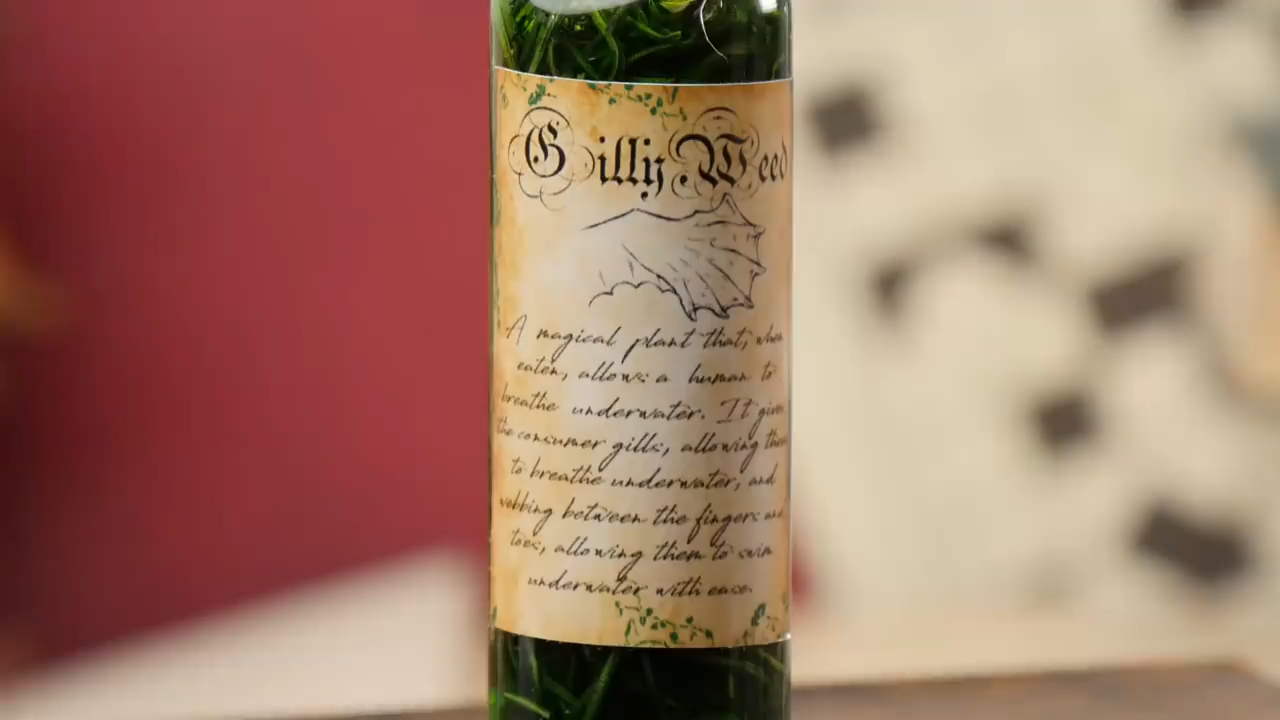 Gilly Weed
A magical plant that, when
eaten, allows a human to
breathe underwater. It gives
the consumer gills, allowing them
to breathe underwater, and
webbing between the fingers and
toes, allowing them to swim
underwater with ease.